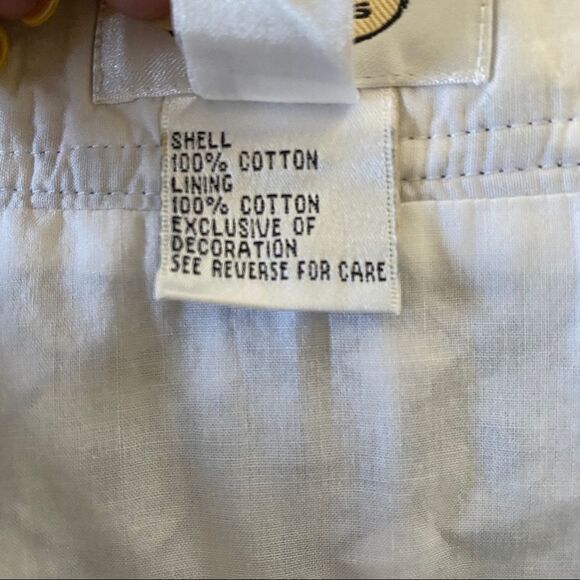 SHELL
100% COTTON
LINING
100% COTTON
EXCLUSIVE OF
DECORATION
SEE REVERSE FOR CARE